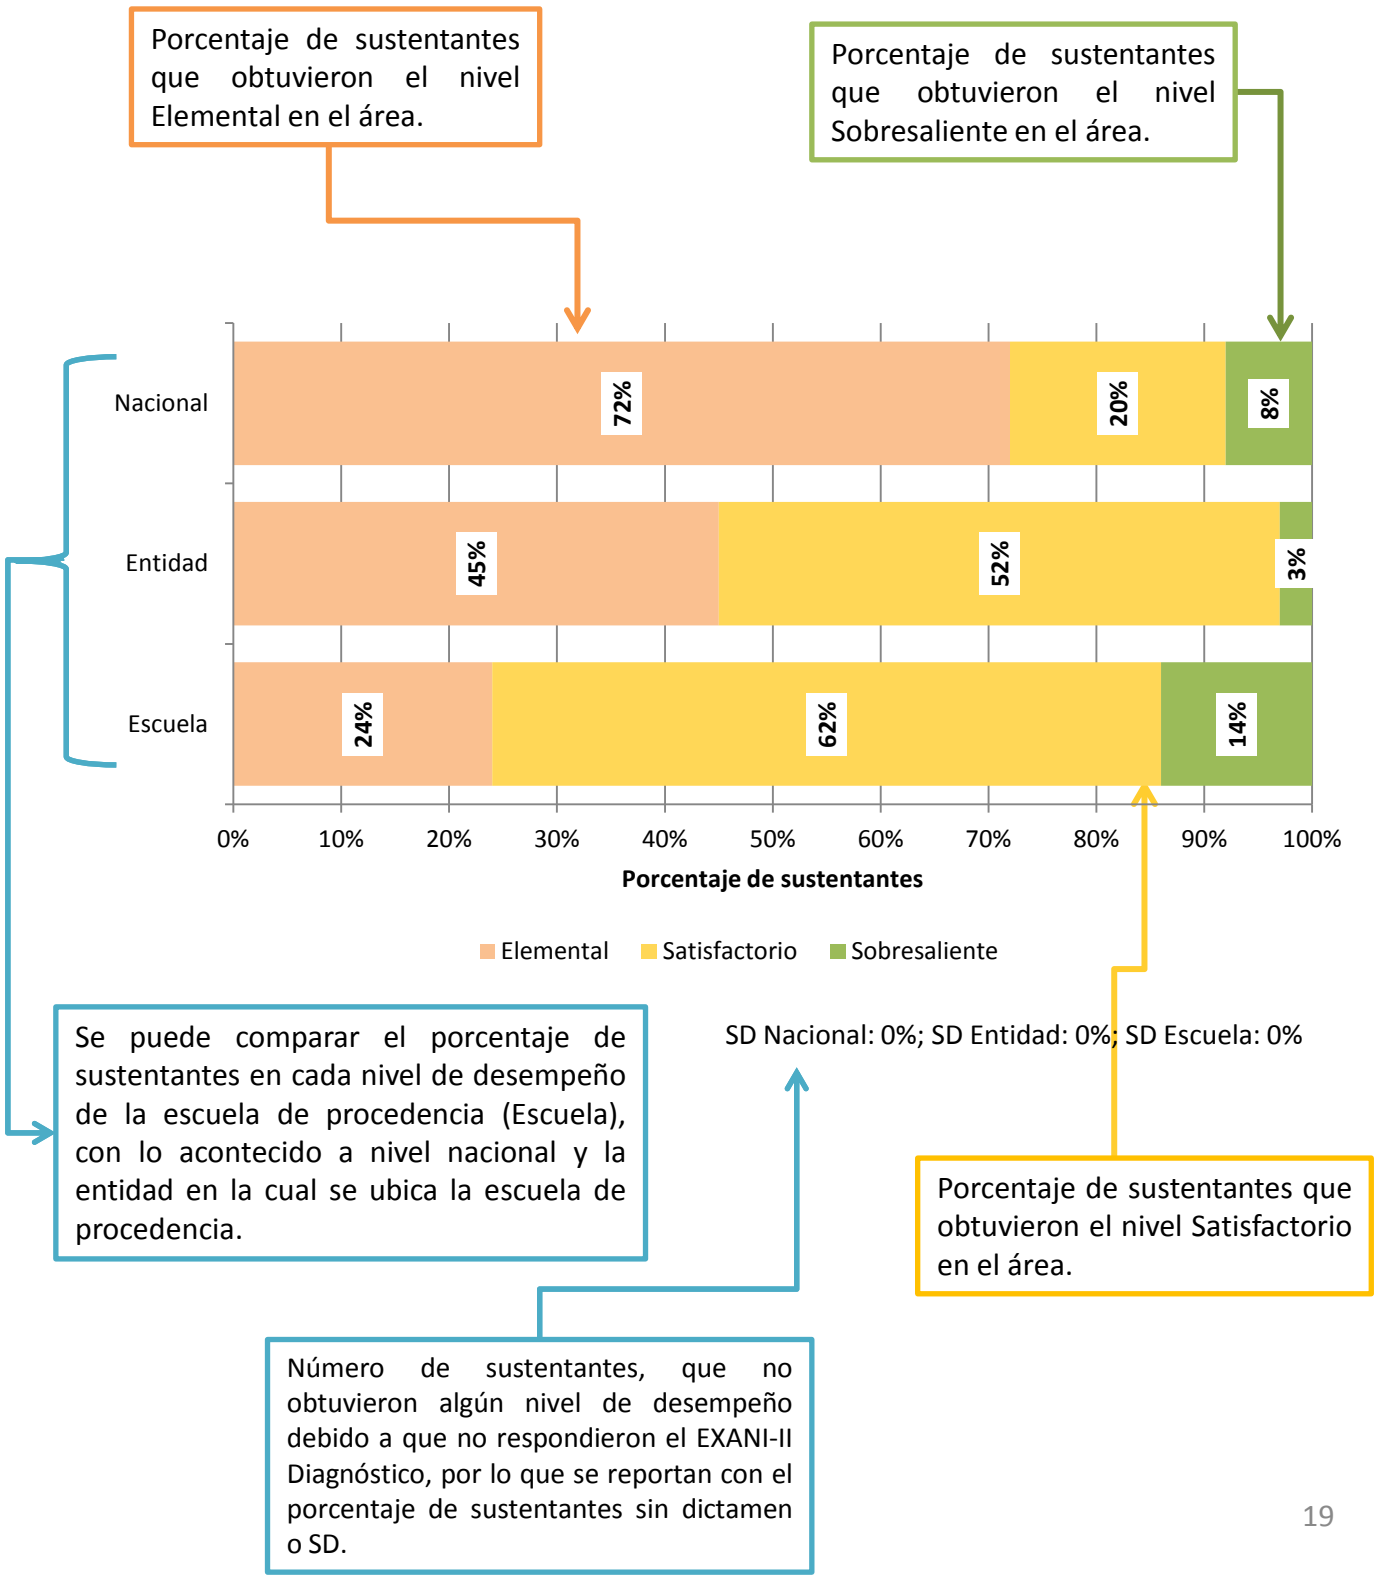 Porcentaje de sustentantes
que obtuvieron el nivel
Elemental en el área.
Porcentaje de sustentantes
que obtuvieron el nivel
Sobresaliente en el área.
Nacional
72%
20%
8%
Entidad
45%
52%
3%
Escuela
24%
62%
14%
0% 10% 20% 30% 40% 50% 60% 70% 80% 90% 100%
Porcentaje de sustentantes
Elemental Satisfactorio Sobresaliente
SD Nacional: 0%; SD Entidad: 0%; SD Escuela: 0%
Se puede comparar el porcentaje de
sustentantes en cada nivel de desempeño
de la escuela de procedencia (Escuela),
con lo acontecido a nivel nacional y la
entidad en la cual se ubica la escuela de
procedencia.
Porcentaje de sustentantes que
obtuvieron el nivel Satisfactorio
en el área.
Número de sustentantes, que no
obtuvieron algún nivel de desempeño
debido a que no respondieron el EXANI-II
Diagnóstico, por lo que se reportan con el
porcentaje de sustentantes sin dictamen
o SD.
19